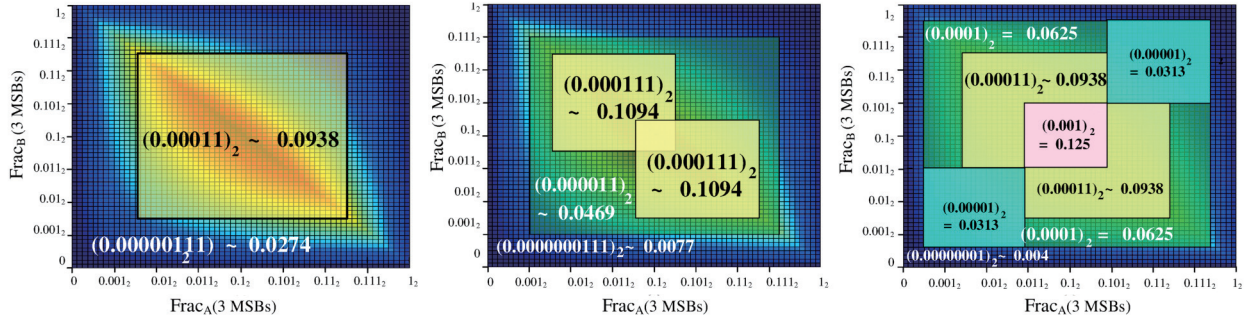 1₂
0.111₂
0.11₂
0.101₂
0.1₂
0.011₂
0.01₂
0.001₂
0
Frac_B(3 MSBs)
(0.00011)₂ ~ 0.0938
(0.00000111)₂ ~ 0.0274
0 0.001₂ 0.01₂ 0.011₂ 0.1₂ 0.101₂ 0.11₂ 0.111₂ 1₂
Frac_A(3 MSBs)
1₂
0.111₂
0.11₂
0.101₂
0.1₂
0.011₂
0.01₂
0.001₂
0
Frac_B(3 MSBs)
(0.000111)₂
~ 0.1094
(0.000111)₂
~ 0.1094
(0.000011)₂
~ 0.0469
(0.0000000111)₂ ~ 0.0077
0 0.001₂ 0.01₂ 0.011₂ 0.1₂ 0.101₂ 0.11₂ 0.111₂ 1₂
Frac_A(3 MSBs)
1₂
0.111₂
0.11₂
0.101₂
0.1₂
0.011₂
0.01₂
0.001₂
0
Frac_B(3 MSBs)
(0.0001)₂ = 0.0625
(0.00001)₂
= 0.0313
(0.00011)₂ ~ 0.0938
(0.001)₂
= 0.125
(0.00001)₂
= 0.0313
(0.00011)₂ ~ 0.0938
(0.0001)₂ = 0.0625
(0.00000001)₂ ~ 0.004
0 0.001₂ 0.01₂ 0.011₂ 0.1₂ 0.101₂ 0.11₂ 0.111₂ 1₂
Frac_A(3 MSBs)